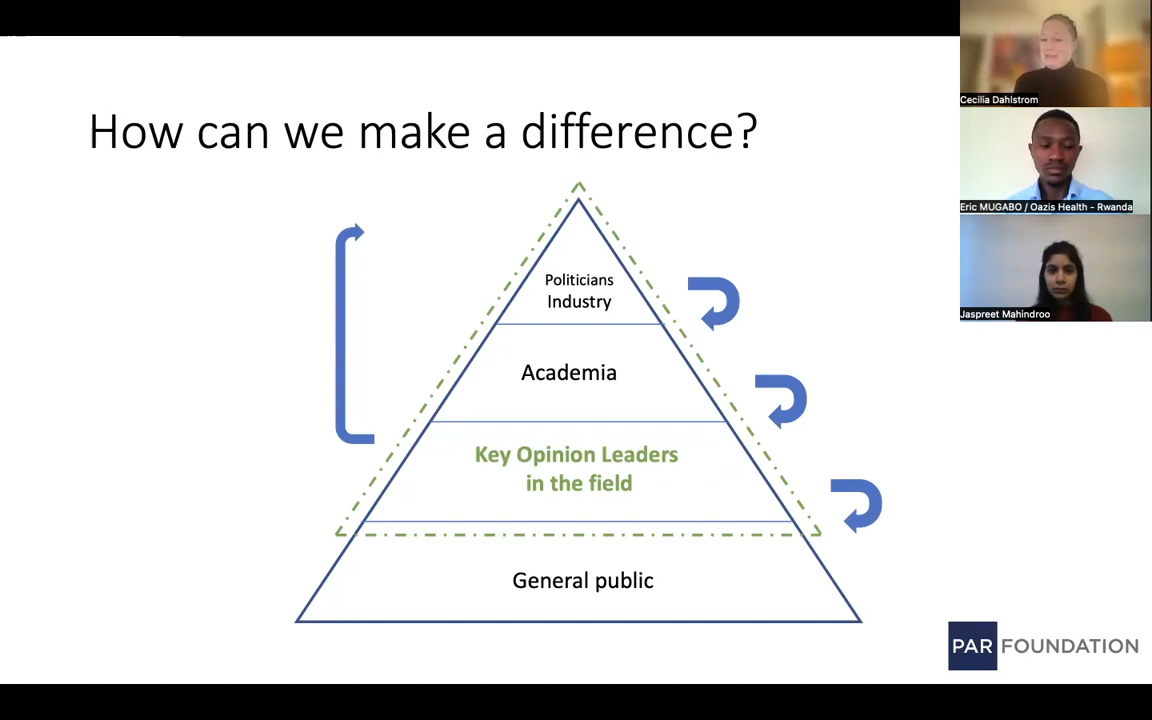 How can we make a difference?
Politicians
Industry
Academia
Key Opinion Leaders
in the field
General public
PAR FOUNDATION
Cecilia Dahlstrom
Eric MUGABO / Oazis Health - Rwanda
Jaspreet Mahindroo